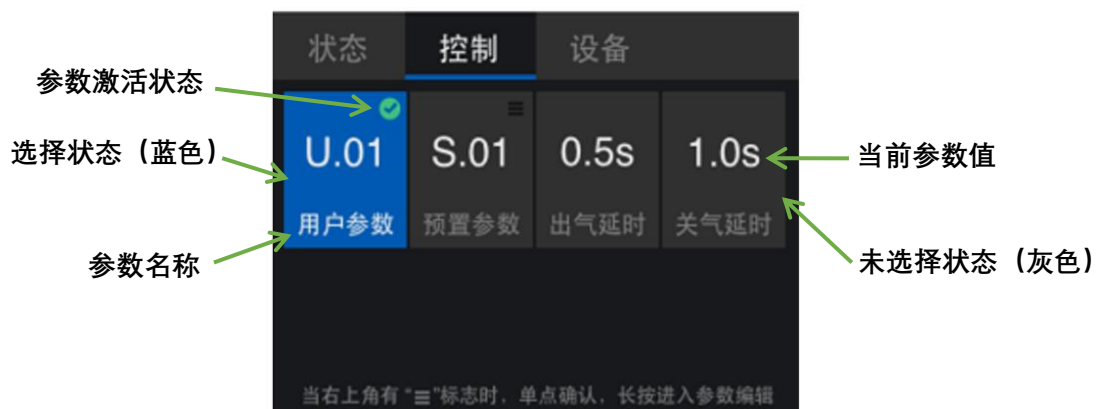 状态 控制 设备
参数激活状态
选择状态（蓝色）
U.01 S.01 0.5s 1.0s
当前参数值
用户参数 预置参数 出气延时 关气延时
参数名称
未选择状态（灰色）
当右上角有“≡”标志时，单点确认，长按进入参数编辑